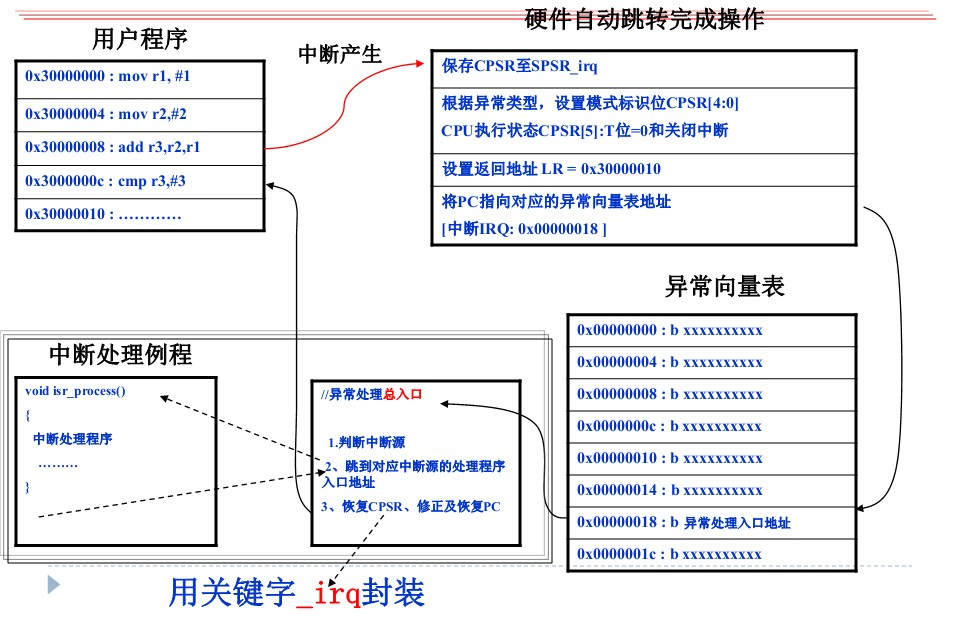 硬件自动跳转完成操作
用户程序
中断产生
0x30000000 : mov r1, #1
0x30000004 : mov r2,#2
0x30000008 : add r3,r2,r1
0x3000000c : cmp r3,#3
0x30000010 : …………
保存CPSR至SPSR_irq
根据异常类型，设置模式标识位CPSR[4:0]
CPU执行状态CPSR[5]:T位=0和关闭中断
设置返回地址 LR = 0x30000010
将PC指向对应的异常向量表地址
[中断IRQ: 0x00000018 ]
异常向量表
0x00000000 : b xxxxxxxxxx
0x00000004 : b xxxxxxxxxx
0x00000008 : b xxxxxxxxxx
0x0000000c : b xxxxxxxxxx
0x00000010 : b xxxxxxxxxx
0x00000014 : b xxxxxxxxxx
0x00000018 : b 异常处理入口地址
0x0000001c : b xxxxxxxxxx
中断处理例程
void isr_process()
{
中断处理程序
………
}
//异常处理总入口
1.判断中断源
2、跳到对应中断源的处理程序
入口地址
3、恢复CPSR、修正及恢复PC
用关键字_irq封装